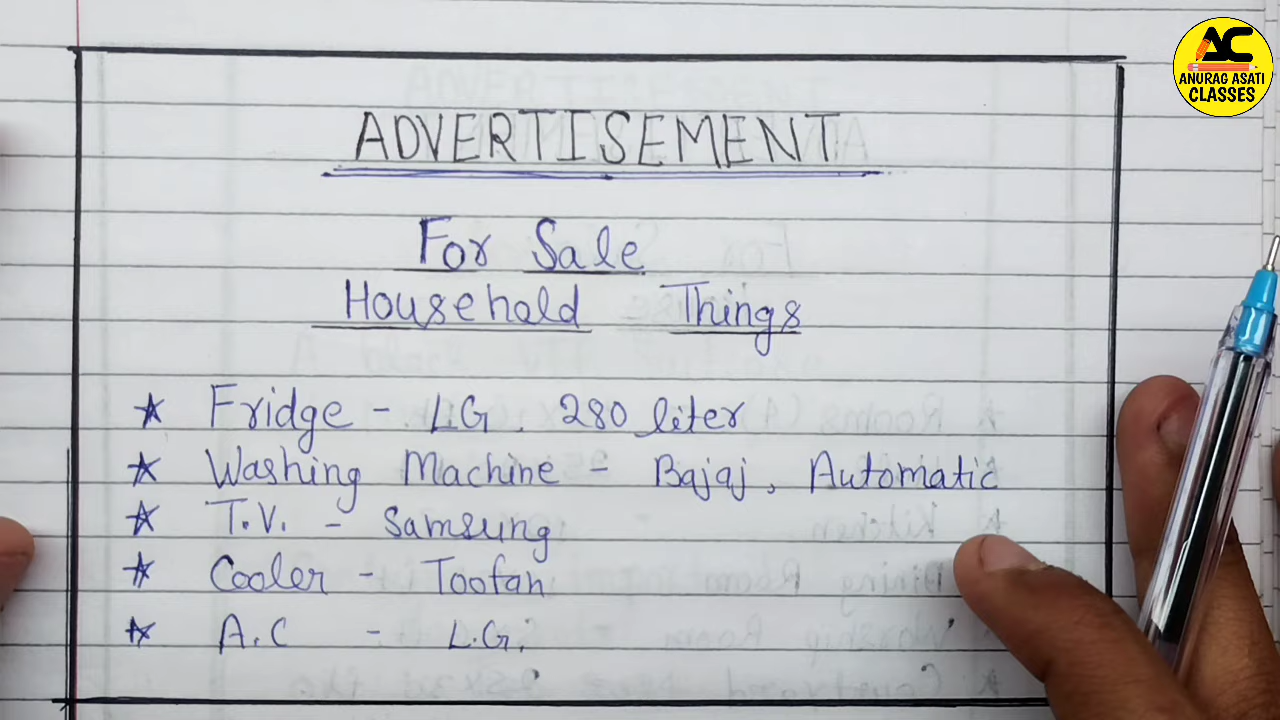 AC
ANURAG ASATI
CLASSES
ADVERTISEMENT
For Sale
Household Things
★ Fridge - LG. 280 liter
★ Washing Machine - Bajaj, Automatic
★ T.V. - Samsung
★ Cooler - Toofan
★ A.C - L.G.